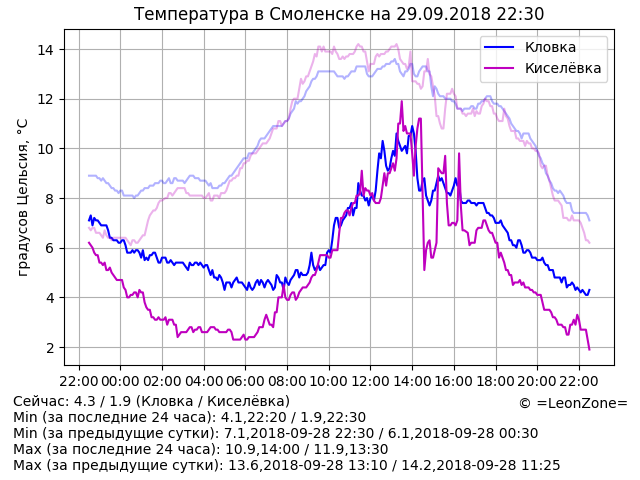 Температура в Смоленске на 29.09.2018 22:30
градусов Цельсия, °C
14
12
10
8
6
4
2
Кловка
Киселёвка
22:00 00:00 02:00 04:00 06:00 08:00 10:00 12:00 14:00 16:00 18:00 20:00 22:00
Сейчас: 4.3 / 1.9 (Кловка / Киселёвка)
© =LeonZone=
Min (за последние 24 часа): 4.1,22:20 / 1.9,22:30
Min (за предыдущие сутки): 7.1,2018-09-28 22:30 / 6.1,2018-09-28 00:30
Max (за последние 24 часа): 10.9,14:00 / 11.9,13:30
Max (за предыдущие сутки): 13.6,2018-09-28 13:10 / 14.2,2018-09-28 11:25